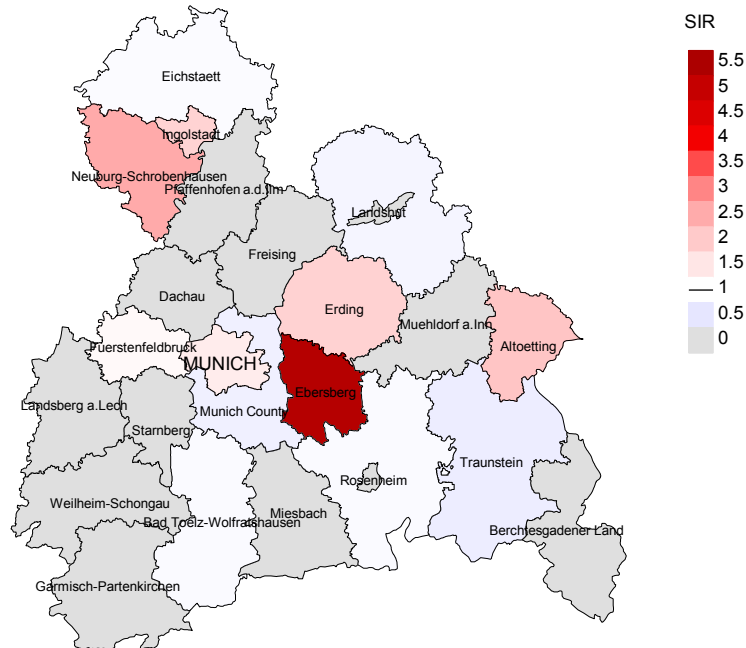 SIR
5.5
5
4.5
4
3.5
3
2.5
2
1.5
1
0.5
0
Eichstaett
Ingolstadt
Neuburg-Schrobenhausen
Pfaffenhofen a.d.Ilm
Landshut
Freising
Dachau
Erding
Muehldorf a.Inn
Altoetting
Fuerstenfeldbruck
MUNICH
Ebersberg
Landsberg a.Lech
Munich County
Starnberg
Traunstein
Rosenheim
Weilheim-Schongau
Miesbach
Bad Toelz-Wolfratshausen
Berchtesgadener Land
Garmisch-Partenkirchen